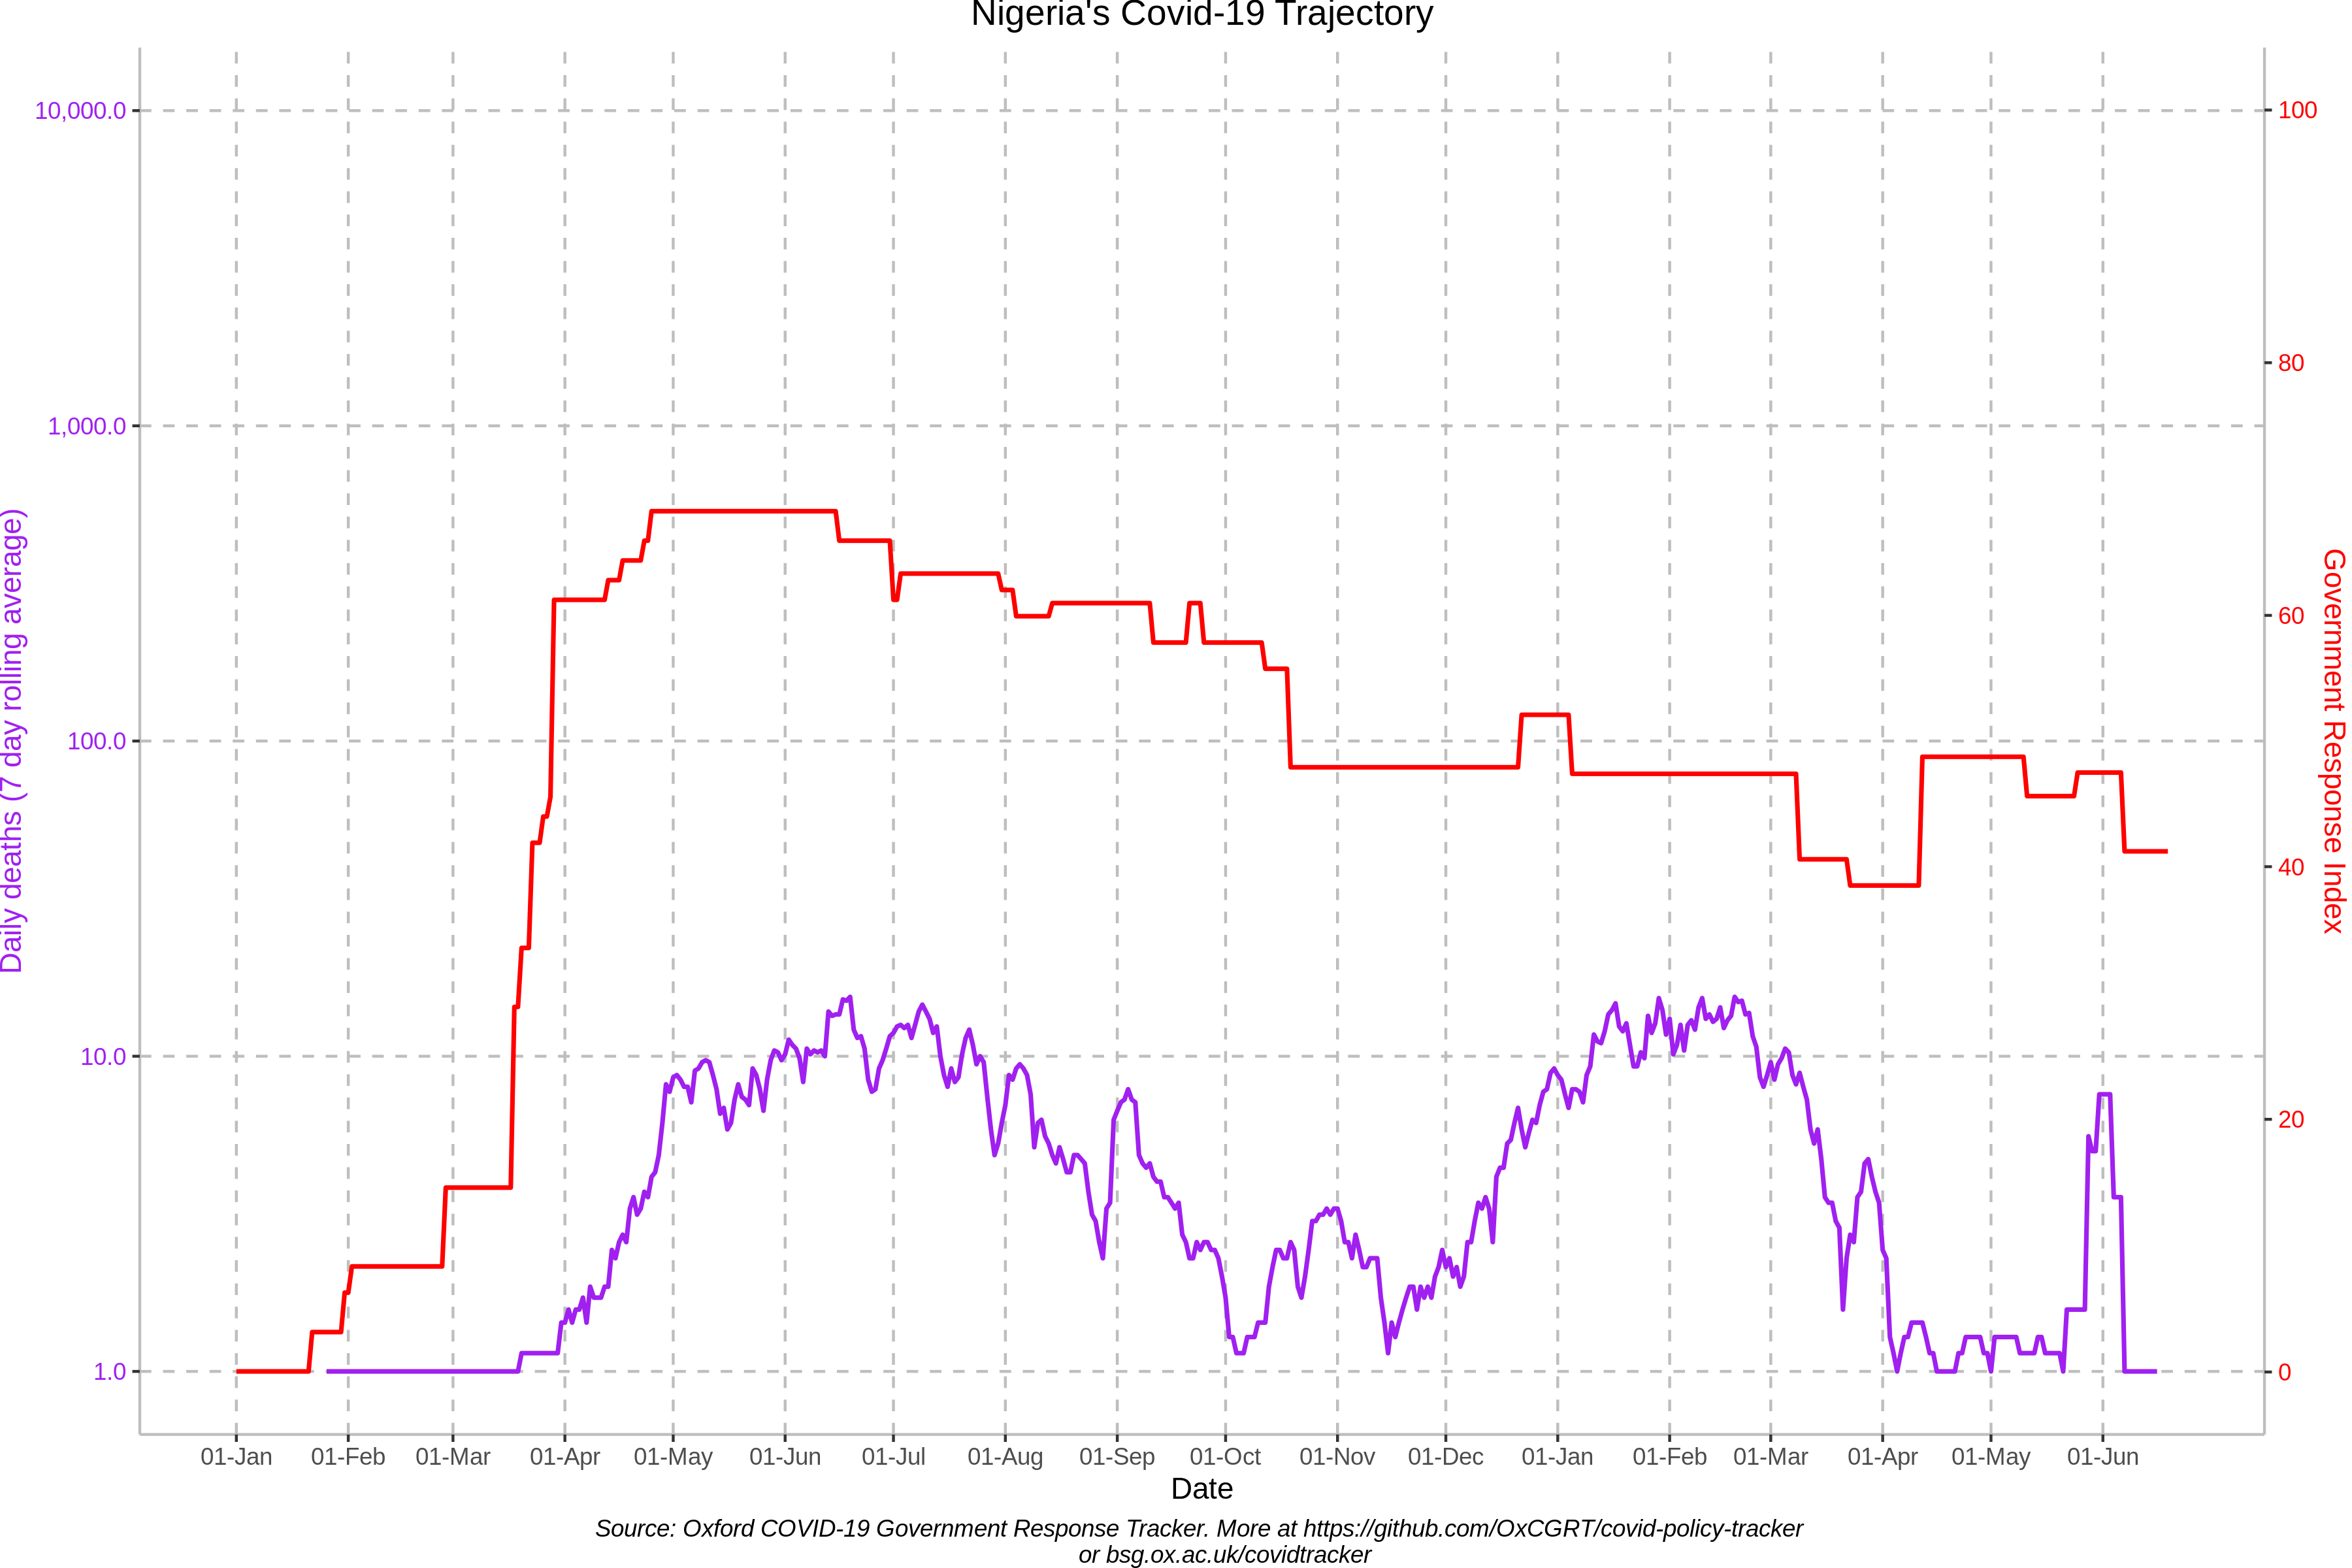 Nigeria's Covid-19 Trajectory
10,000.0
1,000.0
100.0
10.0
1.0
Daily deaths (7 day rolling average)
100
80
60
40
20
0
Government Response Index
01-Jan 01-Feb 01-Mar 01-Apr 01-May 01-Jun 01-Jul 01-Aug 01-Sep 01-Oct 01-Nov 01-Dec 01-Jan 01-Feb 01-Mar 01-Apr 01-May 01-Jun
Date
Source: Oxford COVID-19 Government Response Tracker. More at https://github.com/OxCGRT/covid-policy-tracker
or bsg.ox.ac.uk/covidtracker